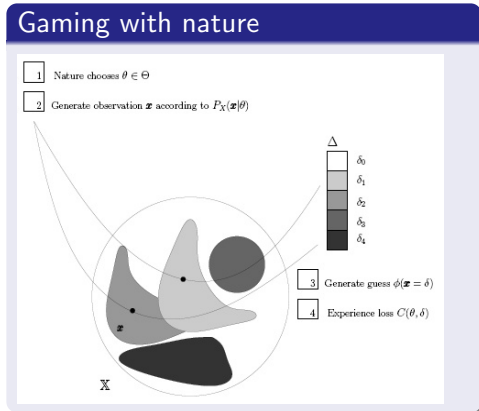 Gaming with nature
1 Nature chooses θ ∈ Θ
2 Generate observation 𝒙 according to P_X(𝒙|θ)
Δ
δ₀
δ₁
δ₂
δ₃
δ₄
3 Generate guess ϕ(𝒙 = δ)
4 Experience loss C(θ, δ)
𝒙
𝕏